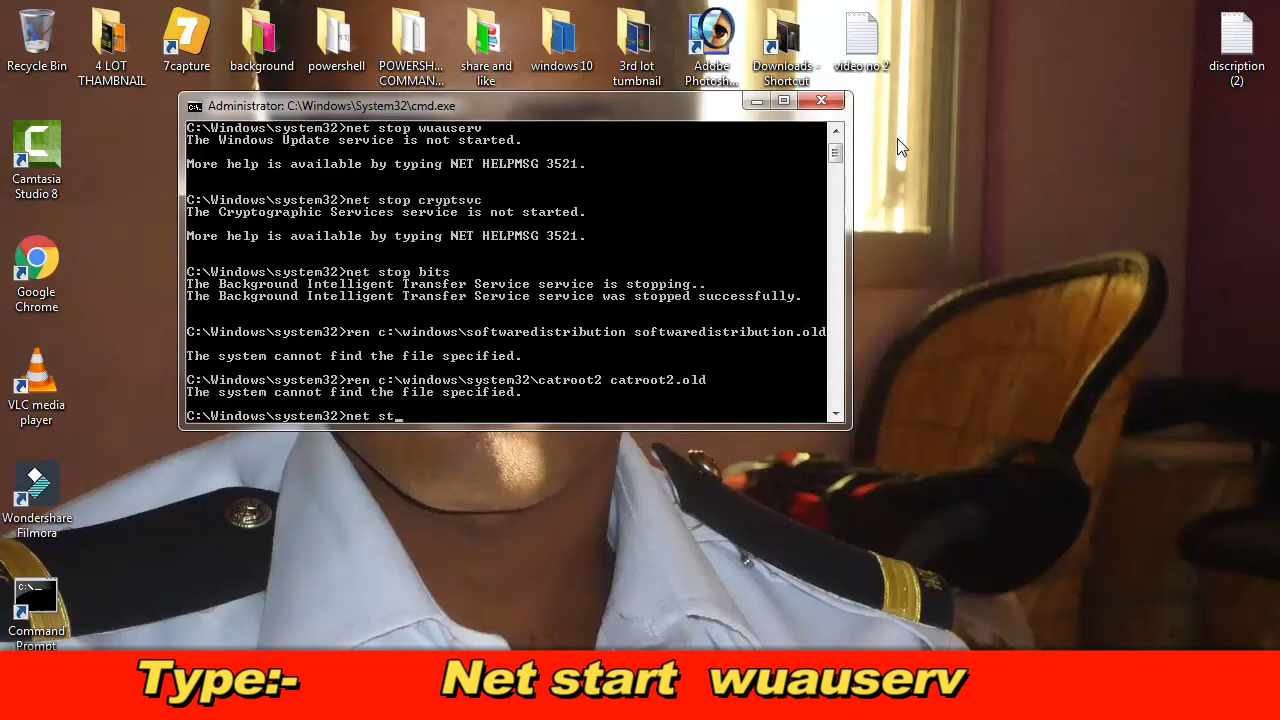 Recycle Bin
4 LOT
THAMBNAIL
7capture
background
powershell
POWERSH...
COMMAN...
share and
like
windows 10
3rd lot
tumbnail
Adobe
Photosh...
Downloads -
Shortcut
video no 2
discription
(2)
Camtasia
Studio 8
Google
Chrome
VLC media
player
Wondershare
Filmora
Command
Prompt
Administrator: C:\Windows\System32\cmd.exe
C:\Windows\system32>net stop wuauserv
The Windows Update service is not started.
More help is available by typing NET HELPMSG 3521.
C:\Windows\system32>net stop cryptsvc
The Cryptographic Services service is not started.
More help is available by typing NET HELPMSG 3521.
C:\Windows\system32>net stop bits
The Background Intelligent Transfer Service service is stopping..
The Background Intelligent Transfer Service service was stopped successfully.
C:\Windows\system32>ren c:\windows\softwaredistribution softwaredistribution.old
The system cannot find the file specified.
C:\Windows\system32>ren c:\windows\system32\catroot2 catroot2.old
The system cannot find the file specified.
C:\Windows\system32>net st_
Type:- Net start wuauserv